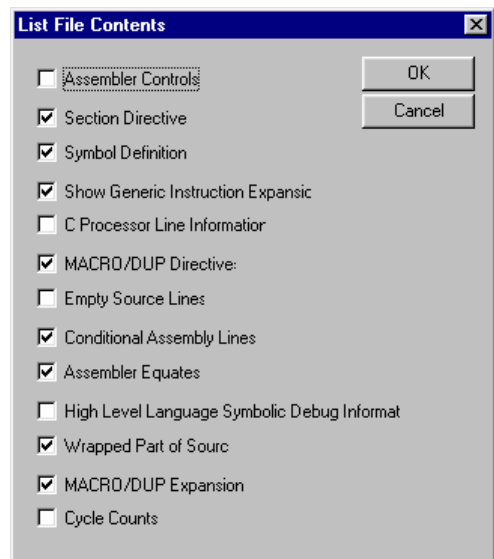 List File Contents
Assembler Controls
OK
Section Directive
Cancel
Symbol Definition
Show Generic Instruction Expansic
C Processor Line Informatior
MACRO/DUP Directive:
Empty Source Lines
Conditional Assembly Lines
Assembler Equates
High Level Language Symbolic Debug Informat
Wrapped Part of Sourc
MACRO/DUP Expansion
Cycle Counts